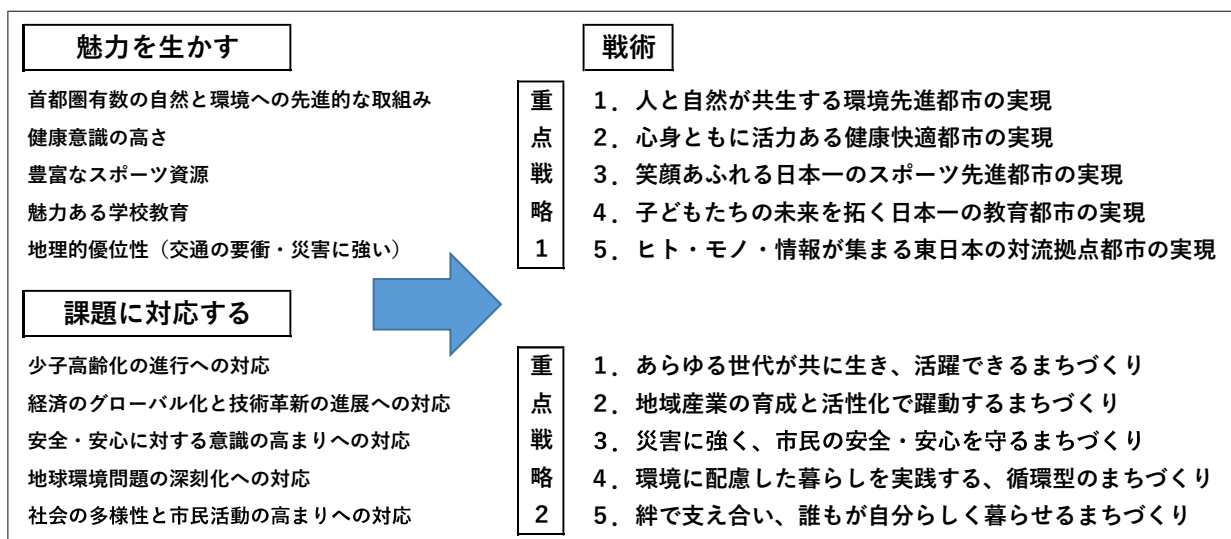 魅力を生かす
首都圏有数の自然と環境への先進的な取組み
健康意識の高さ
豊富なスポーツ資源
魅力ある学校教育
地理的優位性（交通の要衝・災害に強い）
課題に対応する
少子高齢化の進行への対応
経済のグローバル化と技術革新の進展への対応
安全・安心に対する意識の高まりへの対応
地球環境問題の深刻化への対応
社会の多様性と市民活動の高まりへの対応
戦術
重点戦略1
1．人と自然が共生する環境先進都市の実現
2．心身ともに活力ある健康快適都市の実現
3．笑顔あふれる日本一のスポーツ先進都市の実現
4．子どもたちの未来を拓く日本一の教育都市の実現
5．ヒト・モノ・情報が集まる東日本の対流拠点都市の実現
重点戦略2
1．あらゆる世代が共に生き、活躍できるまちづくり
2．地域産業の育成と活性化で躍動するまちづくり
3．災害に強く、市民の安全・安心を守るまちづくり
4．環境に配慮した暮らしを実践する、循環型のまちづくり
5．絆で支え合い、誰もが自分らしく暮らせるまちづくり